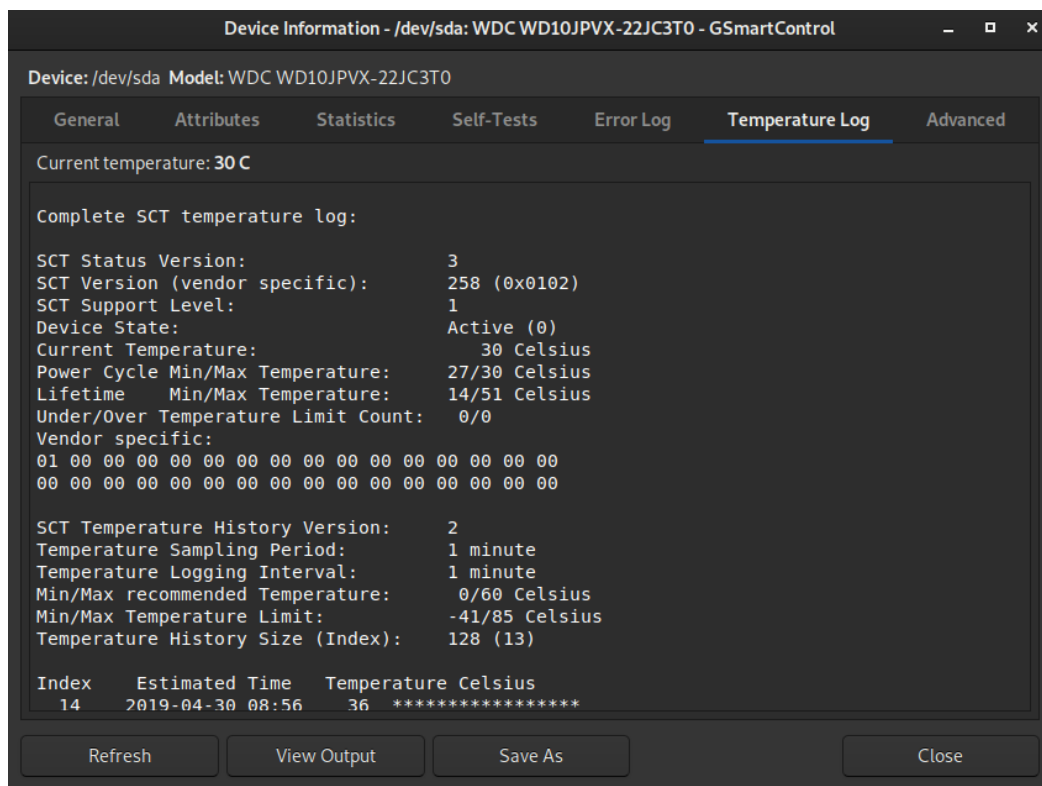 Device Information - /dev/sda: WDC WD10JPVX-22JC3T0 - GSmartControl
Device: /dev/sda Model: WDC WD10JPVX-22JC3T0
General Attributes Statistics Self-Tests Error Log Temperature Log Advanced
Current temperature: 30 C
Complete SCT temperature log:
SCT Status Version: 3
SCT Version (vendor specific): 258 (0x0102)
SCT Support Level: 1
Device State: Active (0)
Current Temperature: 30 Celsius
Power Cycle Min/Max Temperature: 27/30 Celsius
Lifetime Min/Max Temperature: 14/51 Celsius
Under/Over Temperature Limit Count: 0/0
Vendor specific:
01 00 00 00 00 00 00 00 00 00 00 00 00 00 00 00
00 00 00 00 00 00 00 00 00 00 00 00 00 00 00 00
SCT Temperature History Version: 2
Temperature Sampling Period: 1 minute
Temperature Logging Interval: 1 minute
Min/Max recommended Temperature: 0/60 Celsius
Min/Max Temperature Limit: -41/85 Celsius
Temperature History Size (Index): 128 (13)
Index Estimated Time Temperature Celsius
14 2019-04-30 08:56 36 *****************
Refresh View Output Save As Close